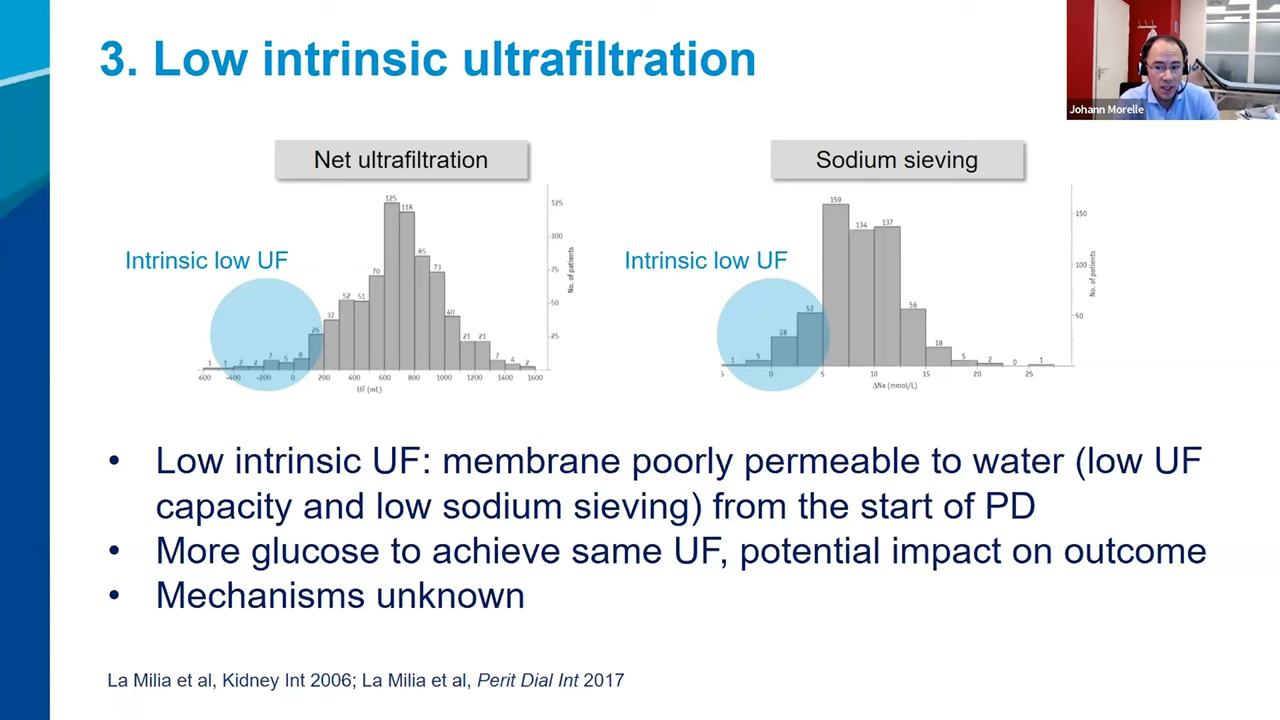 3. Low intrinsic ultrafiltration
Johann Morelle
Net ultrafiltration
Intrinsic low UF
1 1 2 2 7 5 8 26 37 52 51 70 125 118 85 73 40 21 21 7 4 2
125
100
75
50
25
No. of patients
-600 -400 -200 0 200 400 600 800 1000 1200 1400 1600
UF (mL)
Sodium sieving
Intrinsic low UF
1 5 28 52 159 134 137 56 18 5 2 0 1
150
100
50
No. of patients
5 0 5 10 15 20 25
ΔNa (mmol/L)
• Low intrinsic UF: membrane poorly permeable to water (low UF
capacity and low sodium sieving) from the start of PD
• More glucose to achieve same UF, potential impact on outcome
• Mechanisms unknown
La Milia et al, Kidney Int 2006; La Milia et al, Perit Dial Int 2017